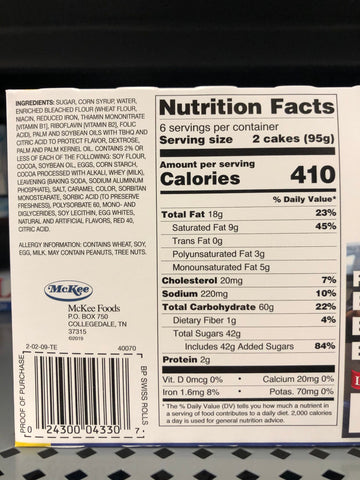 INGREDIENTS: SUGAR, CORN SYRUP, WATER,
ENRICHED BLEACHED FLOUR (WHEAT FLOUR,
NIACIN, REDUCED IRON, THIAMIN MONONITRATE
[VITAMIN B1], RIBOFLAVIN [VITAMIN B2], FOLIC
ACID), PALM AND SOYBEAN OILS WITH TBHQ AND
CITRIC ACID TO PROTECT FLAVOR, DEXTROSE,
PALM AND PALM KERNEL OIL. CONTAINS 2% OR
LESS OF EACH OF THE FOLLOWING: SOY FLOUR,
COCOA, SOYBEAN OIL, EGGS, CORN STARCH,
COCOA PROCESSED WITH ALKALI, WHEY (MILK),
LEAVENING (BAKING SODA, SODIUM ALUMINUM
PHOSPHATE), SALT, CARAMEL COLOR, SORBITAN
MONOSTEARATE, SORBIC ACID (TO PRESERVE
FRESHNESS), POLYSORBATE 60, MONO- AND
DIGLYCERIDES, SOY LECITHIN, EGG WHITES,
NATURAL AND ARTIFICIAL FLAVORS, RED 40,
CITRIC ACID.
ALLERGY INFORMATION: CONTAINS WHEAT, SOY,
EGG, MILK. MAY CONTAIN PEANUTS, TREE NUTS.
McKee
McKee Foods
P.O. BOX 750
COLLEGEDALE, TN
37315
©2019
2-02-09-TE 40070
PROOF OF PURCHASE
BP SWISS ROLLS
0 24300 04330 7
Nutrition Facts
6 servings per container
Serving size 2 cakes (95g)
Amount per serving
Calories 410
% Daily Value*
Total Fat 18g 23%
Saturated Fat 9g 45%
Trans Fat 0g
Polyunsaturated Fat 3g
Monounsaturated Fat 5g
Cholesterol 20mg 7%
Sodium 220mg 10%
Total Carbohydrate 60g 22%
Dietary Fiber 1g 4%
Total Sugars 42g
Includes 42g Added Sugars 84%
Protein 2g
Vit. D 0mcg 0% • Calcium 20mg 0%
Iron 1.6mg 8% • Potas. 70mg 0%
* The % Daily Value (DV) tells you how much a nutrient in
a serving of food contributes to a daily diet. 2,000 calories
a day is used for general nutrition advice.